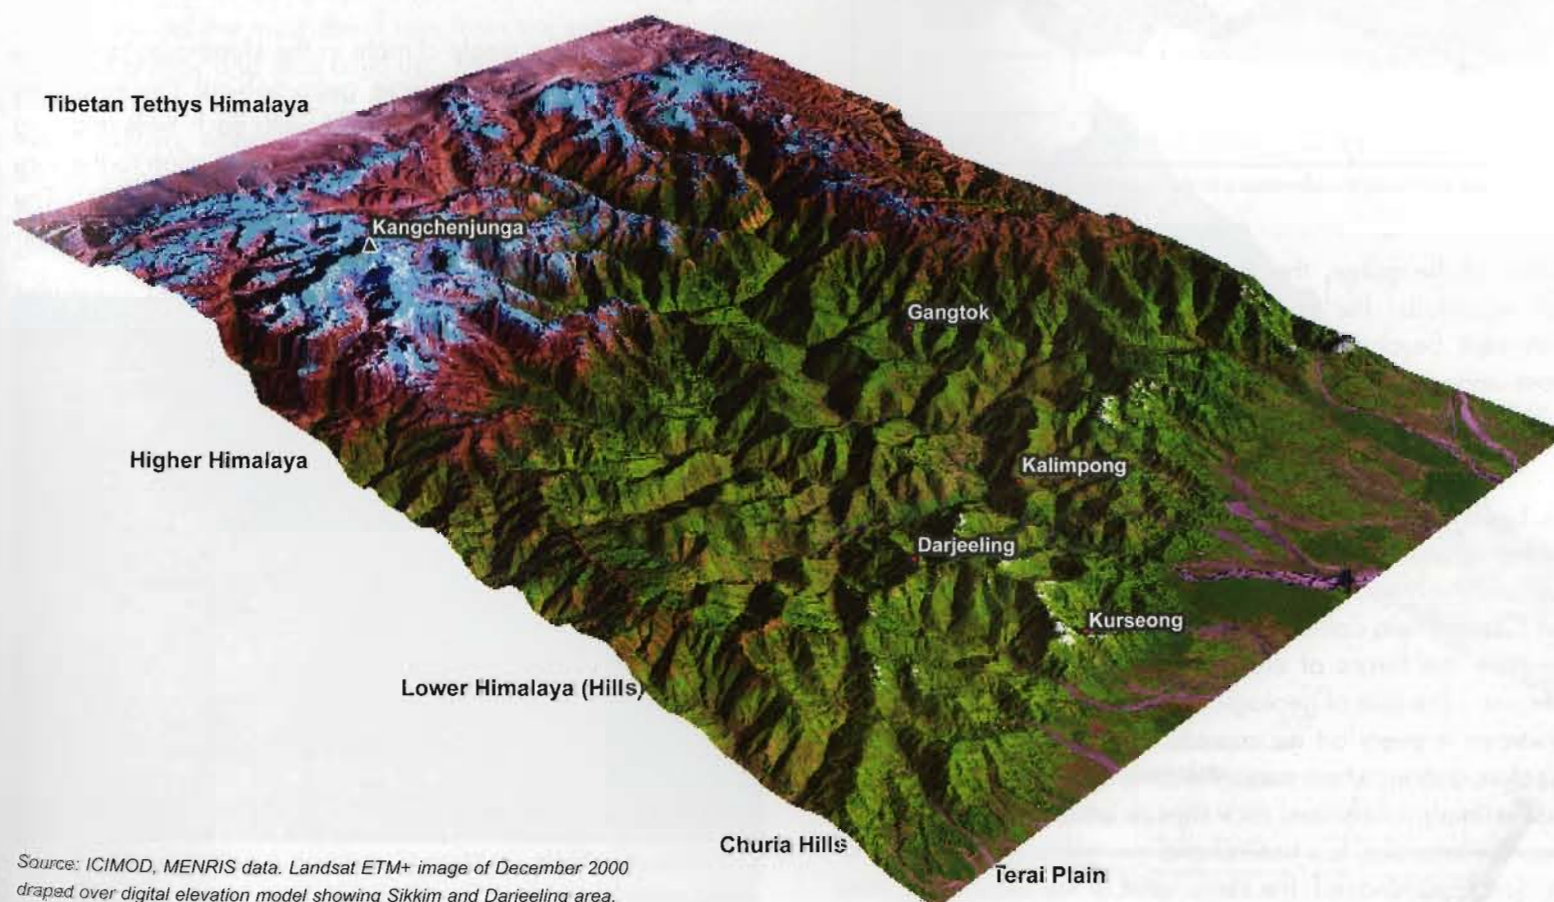 Tibetan Tethys Himalaya
Kangchenjunga
Gangtok
Higher Himalaya
Kalimpong
Darjeeling
Kurseong
Lower Himalaya (Hills)
Churia Hills
Terai Plain
Source: ICIMOD, MENRIS data. Landsat ETM+ image of December 2000
draped over digital elevation model showing Sikkim and Darjeeling area.